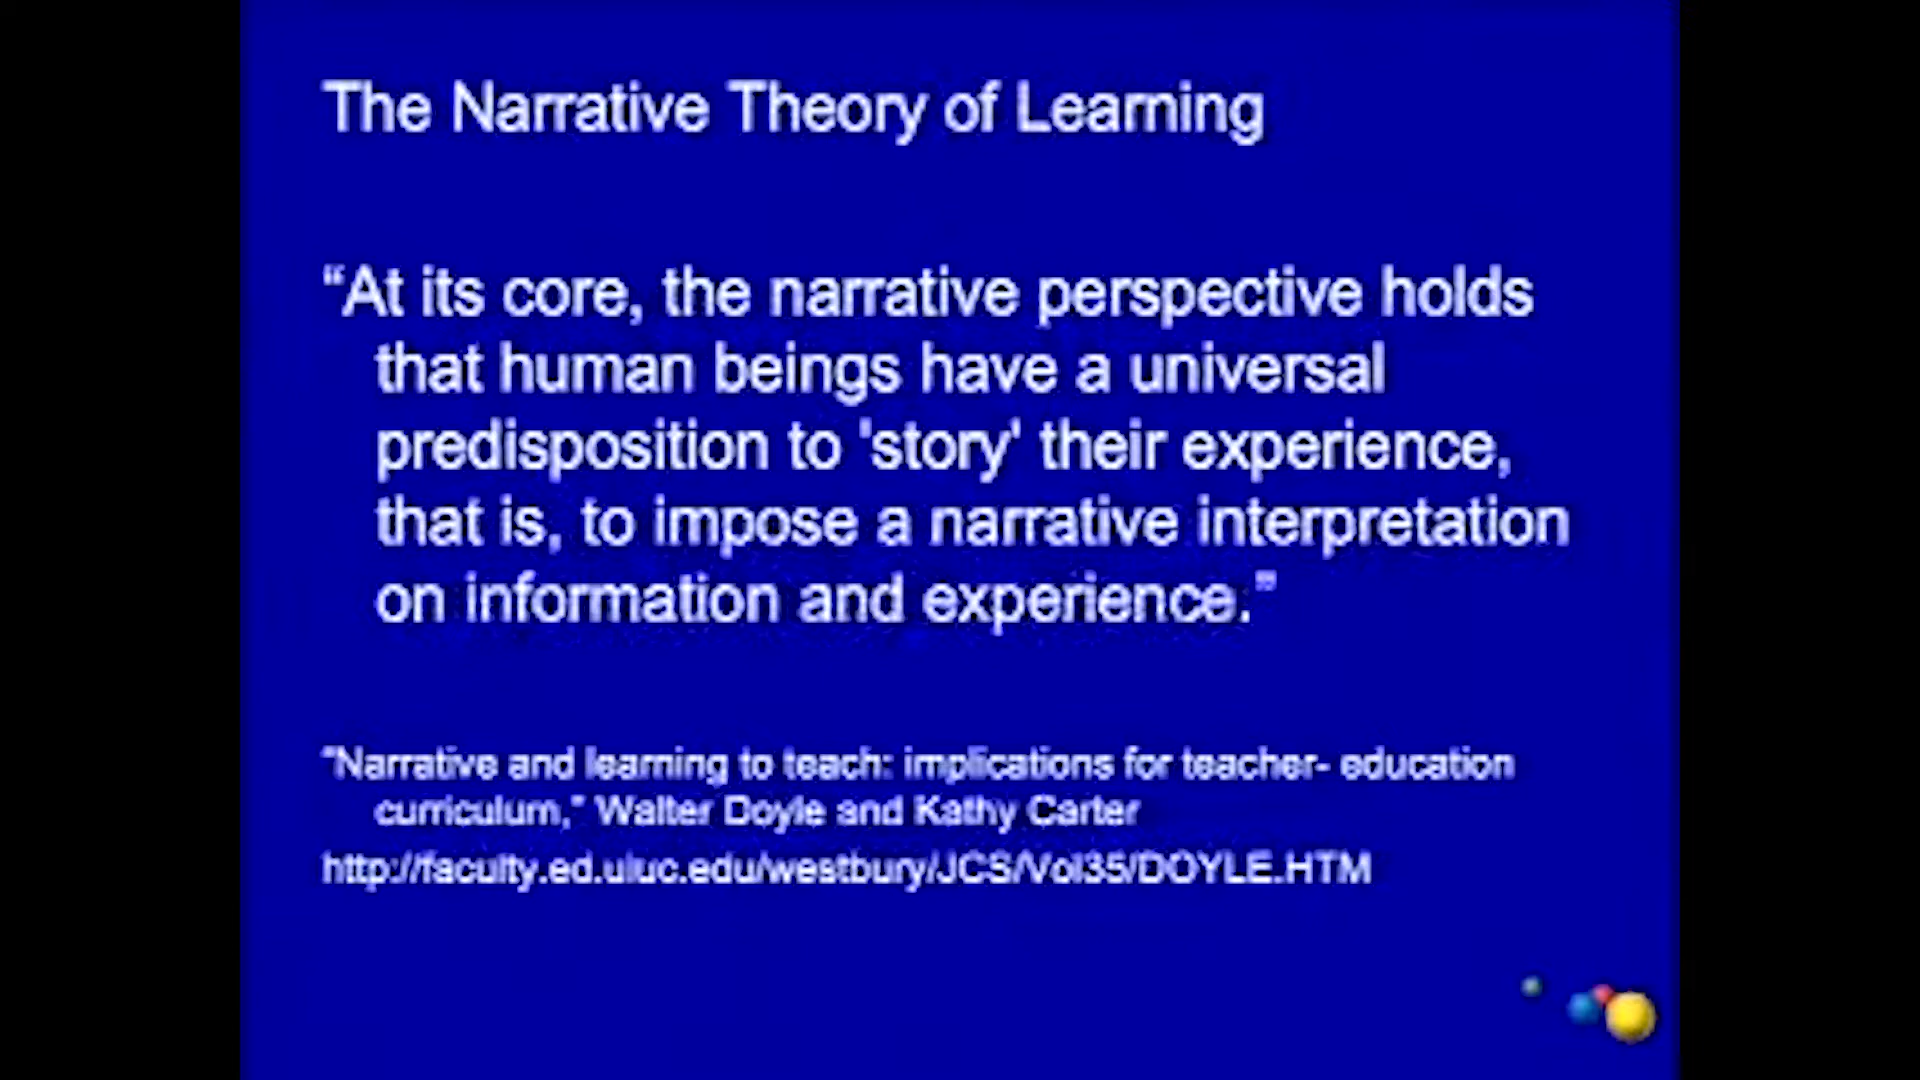 The Narrative Theory of Learning
“At its core, the narrative perspective holds
that human beings have a universal
predisposition to 'story' their experience,
that is, to impose a narrative interpretation
on information and experience.”
"Narrative and learning to teach: implications for teacher- education
curriculum," Walter Doyle and Kathy Carter
http://faculty.ed.uiuc.edu/westbury/JCS/Vol35/DOYLE.HTM